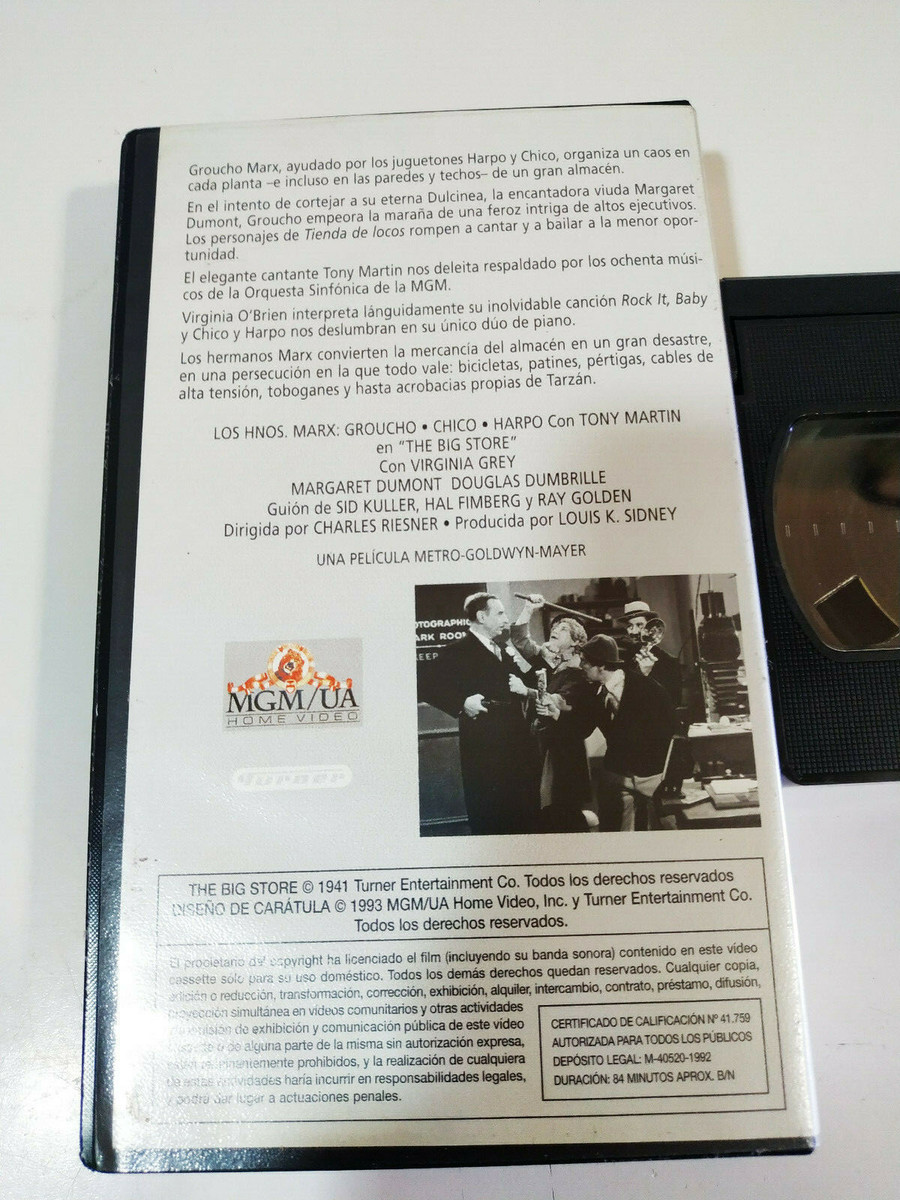 Groucho Marx, ayudado por los juguetones Harpo y Chico, organiza un caos en
cada planta –e incluso en las paredes y techos– de un gran almacén.
En el intento de cortejar a su eterna Dulcinea, la encantadora viuda Margaret
Dumont, Groucho empeora la maraña de una feroz intriga de altos ejecutivos.
Los personajes de Tienda de locos rompen a cantar y a bailar a la menor opor-
tunidad.
El elegante cantante Tony Martin nos deleita respaldado por los ochenta músi-
cos de la Orquesta Sinfónica de la MGM.
Virginia O'Brien interpreta lánguidamente su inolvidable canción Rock It, Baby
y Chico y Harpo nos deslumbran en su único dúo de piano.
Los hermanos Marx convierten la mercancía del almacén en un gran desastre,
en una persecución en la que todo vale: bicicletas, patines, pértigas, cables de
alta tensión, toboganes y hasta acrobacias propias de Tarzán.
LOS HNOS. MARX: GROUCHO • CHICO • HARPO Con TONY MARTIN
en “THE BIG STORE”
Con VIRGINIA GREY
MARGARET DUMONT DOUGLAS DUMBRILLE
Guión de SID KULLER, HAL FIMBERG y RAY GOLDEN
Dirigida por CHARLES RIESNER • Producida por LOUIS K. SIDNEY
UNA PELÍCULA METRO-GOLDWYN-MAYER
OTOGRAPHIC
ARK ROOM
KEEP
MGM/UA
HOME VIDEO
Turner
THE BIG STORE © 1941 Turner Entertainment Co. Todos los derechos reservados
DISEÑO DE CARÁTULA © 1993 MGM/UA Home Video, Inc. y Turner Entertainment Co.
Todos los derechos reservados.
El propietario del copyright ha licenciado el film (incluyendo su banda sonora) contenido en este vídeo
cassette solo para su uso doméstico. Todos los demás derechos quedan reservados. Cualquier copia,
edición o reducción, transformación, corrección, exhibición, alquiler, intercambio, contrato, préstamo, difusión,
proyección simultánea en vídeos comunitarios y otras actividades
de exhibición y comunicación pública de este vídeo
de alguna parte de la misma sin autorización expresa,
prohibidos, y la realización de cualquiera
de estas actividades haría incurrir en responsabilidades legales,
y podrá dar lugar a actuaciones penales.
CERTIFICADO DE CALIFICACIÓN Nº 41.759
AUTORIZADA PARA TODOS LOS PÚBLICOS
DEPÓSITO LEGAL: M-40520-1992
DURACIÓN: 84 MINUTOS APROX. B/N